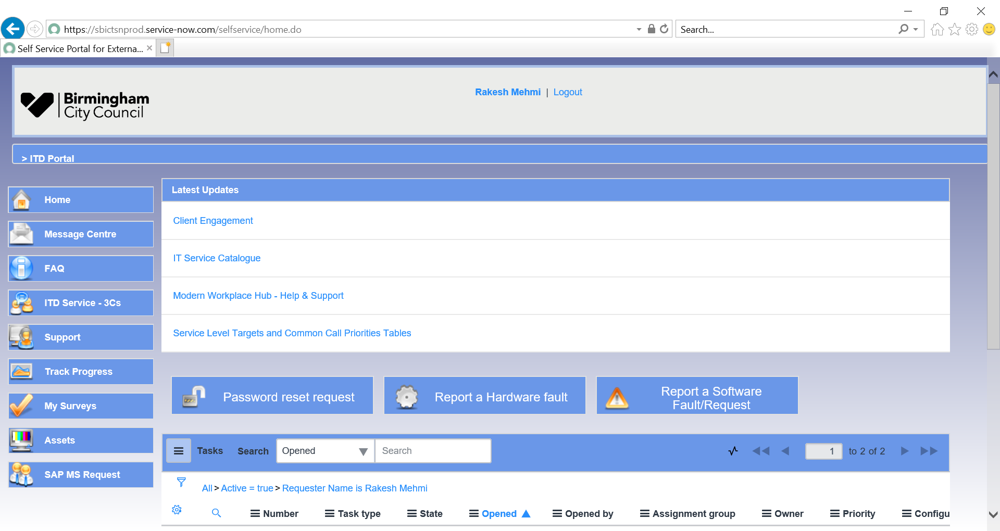 https://sbictsnprod.service-now.com/selfservice/home.do
Search...
Self Service Portal for Externa...
Birmingham
City Council
Rakesh Mehmi | Logout
> ITD Portal
Home
Message Centre
FAQ
ITD Service - 3Cs
Support
Track Progress
My Surveys
Assets
SAP MS Request
Latest Updates
Client Engagement
IT Service Catalogue
Modern Workplace Hub - Help & Support
Service Level Targets and Common Call Priorities Tables
Password reset request
Report a Hardware fault
Report a Software
Fault/Request
Tasks Search Opened Search 1 to 2 of 2
All > Active = true > Requester Name is Rakesh Mehmi
Number Task type State Opened Opened by Assignment group Owner Priority Configu